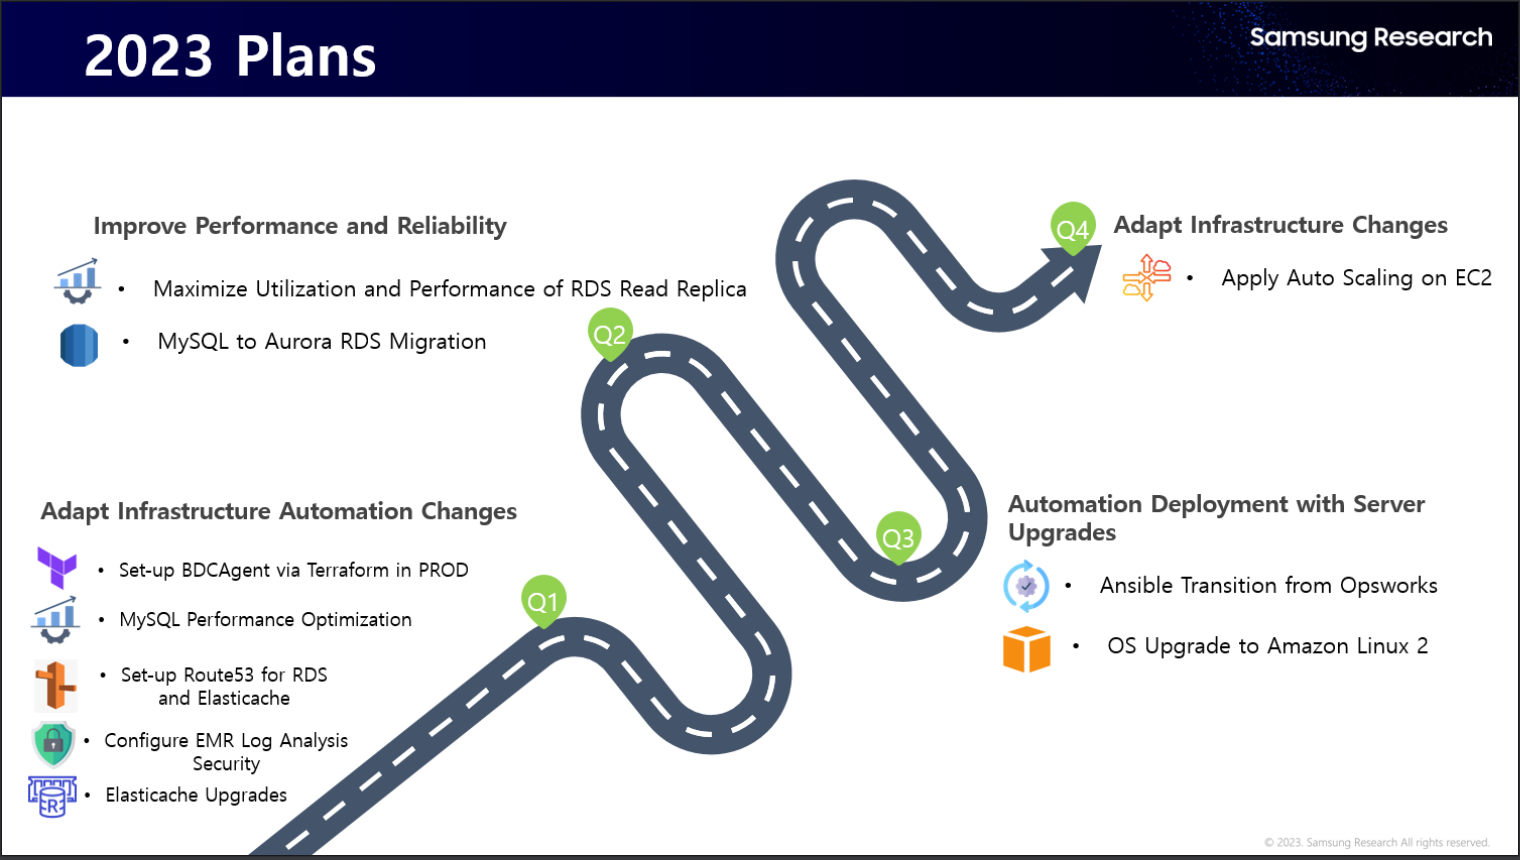 2023 Plans
Samsung Research
Improve Performance and Reliability
• Maximize Utilization and Performance of RDS Read Replica
• MySQL to Aurora RDS Migration
Q2
Q4
Adapt Infrastructure Changes
• Apply Auto Scaling on EC2
Adapt Infrastructure Automation Changes
• Set-up BDCAgent via Terraform in PROD
• MySQL Performance Optimization
• Set-up Route53 for RDS
and Elasticache
• Configure EMR Log Analysis
Security
R
• Elasticache Upgrades
Q1
Q3
Automation Deployment with Server
Upgrades
• Ansible Transition from Opsworks
• OS Upgrade to Amazon Linux 2
© 2023. Samsung Research All rights reserved.